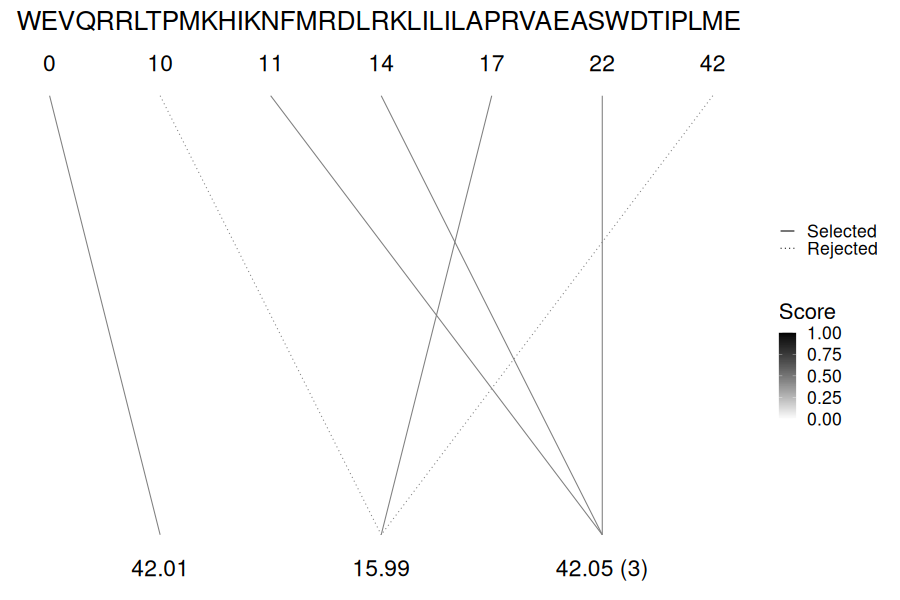 WEVQRRLTPMKHIKNFMRDLRKLILILAPRVAEASWDTIPLME
0 10 11 14 17 22 42
Selected
Rejected
Score
1.00
0.75
0.50
0.25
0.00
42.01 15.99 42.05 (3)